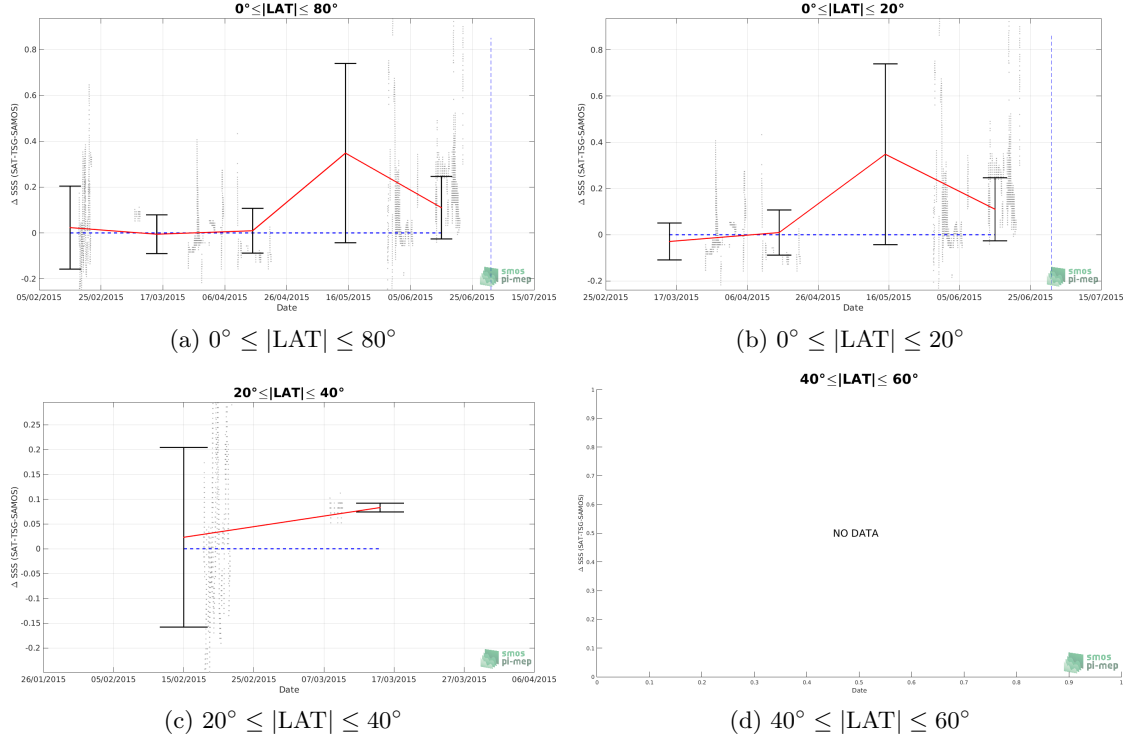 0°≤|LAT|≤ 80°
Δ SSS (SAT-TSG-SAMOS)
0.8
0.6
0.4
0.2
0
-0.2
05/02/2015 25/02/2015 17/03/2015 06/04/2015 26/04/2015 16/05/2015 05/06/2015 25/06/2015 15/07/2015
Date
smos
pi-mep
(a) 0° ≤ |LAT| ≤ 80°
0°≤|LAT|≤ 20°
Δ SSS (SAT-TSG-SAMOS)
0.8
0.6
0.4
0.2
0
-0.2
25/02/2015 17/03/2015 06/04/2015 26/04/2015 16/05/2015 05/06/2015 25/06/2015 15/07/2015
Date
smos
pi-mep
(b) 0° ≤ |LAT| ≤ 20°
20°≤|LAT|≤ 40°
Δ SSS (SAT-TSG-SAMOS)
0.25
0.2
0.15
0.1
0.05
0
-0.05
-0.1
-0.15
-0.2
26/01/2015 05/02/2015 15/02/2015 25/02/2015 07/03/2015 17/03/2015 27/03/2015 06/04/2015
Date
smos
pi-mep
(c) 20° ≤ |LAT| ≤ 40°
40°≤|LAT|≤ 60°
Δ SSS (SAT-TSG-SAMOS)
1
0.9
0.8
0.7
0.6
0.5
0.4
0.3
0.2
0.1
0
NO DATA
0 0.1 0.2 0.3 0.4 0.5 0.6 0.7 0.8 0.9 1
Date
smos
pi-mep
(d) 40° ≤ |LAT| ≤ 60°